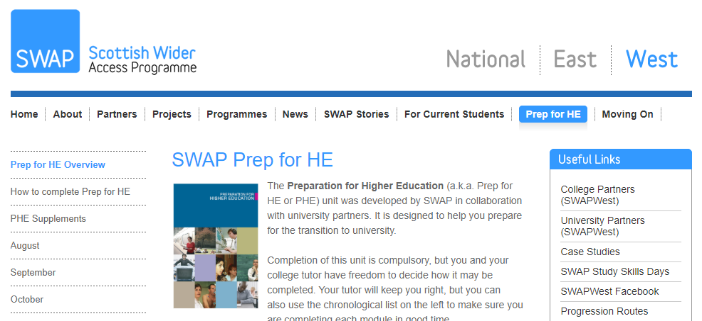 SWAP
Scottish Wider
Access Programme
National
East
West
Home
About
Partners
Projects
Programmes
News
SWAP Stories
For Current Students
Prep for HE
Moving On
Prep for HE Overview
How to complete Prep for HE
PHE Supplements
August
September
October
SWAP Prep for HE
PREPARATION FOR
HIGHER EDUCATION
The Preparation for Higher Education (a.k.a. Prep for
HE or PHE) unit was developed by SWAP in collaboration
with university partners. It is designed to help you prepare
for the transition to university.
Completion of this unit is compulsory, but you and your
college tutor have freedom to decide how it may be
completed. Your tutor will keep you right, but you can
also use the chronological list on the left to make sure you
are completing each module in good time.
Useful Links
College Partners
(SWAPWest)
University Partners
(SWAPWest)
Case Studies
SWAP Study Skills Days
SWAPWest Facebook
Progression Routes